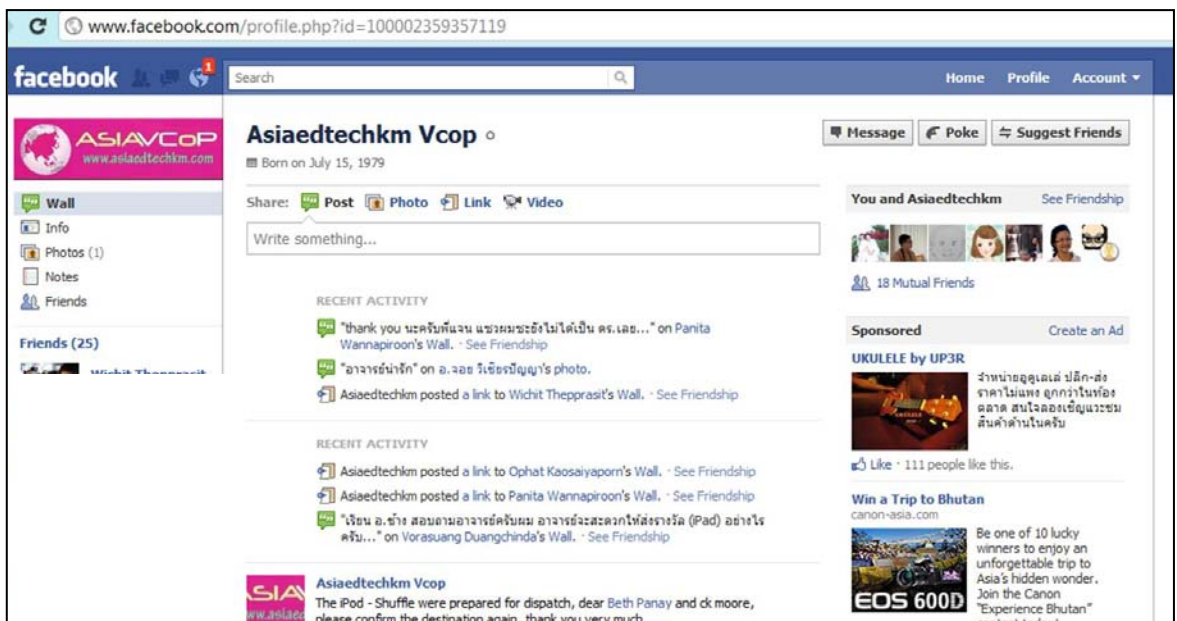 www.facebook.com/profile.php?id=100002359357119
facebook
1
Search
Home Profile Account
ASIAVCOP
www.asiaedtechkm.com
Wall
Info
Photos (1)
Notes
Friends
Friends (25)
Wichit Thepprasit
Asiaedtechkm Vcop
Born on July 15, 1979
Share: Post Photo Link Video
Write something...
RECENT ACTIVITY
"thank you นะครับพี่แจน แซวผมซะยังไม่ได้เป็น ดร.เลย..." on Panita
Wannapiroon's Wall. · See Friendship
"อาจารย์น่ารัก" on อ.จอย วิเชียรปัญญา's photo.
Asiaedtechkm posted a link to Wichit Thepprasit's Wall. · See Friendship
RECENT ACTIVITY
Asiaedtechkm posted a link to Ophat Kaosaiyaporn's Wall. · See Friendship
Asiaedtechkm posted a link to Panita Wannapiroon's Wall. · See Friendship
"เรียน อ.ช้าง สอบถามอาจารย์ครับผม อาจารย์จะสะดวกให้ส่งรางวัล (iPad) อย่างไร
ครับ..." on Vorasuang Duangchinda's Wall. · See Friendship
Asiaedtechkm Vcop
The iPod - Shuffle were prepared for dispatch, dear Beth Panay and ck moore,
please confirm the destination again, thank you very much
Message Poke Suggest Friends
You and Asiaedtechkm See Friendship
18 Mutual Friends
Sponsored Create an Ad
UKULELE by UP3R
จำหน่ายอูคูเลเล่ ปลีก-ส่ง
ราคาไม่แพง ถูกกว่าในท้อง
ตลาด สนใจลองเชิญแวะชม
สินค้าด้านในครับ
Like · 111 people like this.
Win a Trip to Bhutan
canon-asia.com
EOS 600D
Be one of 10 lucky
winners to enjoy an
unforgettable trip to
Asia's hidden wonder.
Join the Canon
"Experience Bhutan"